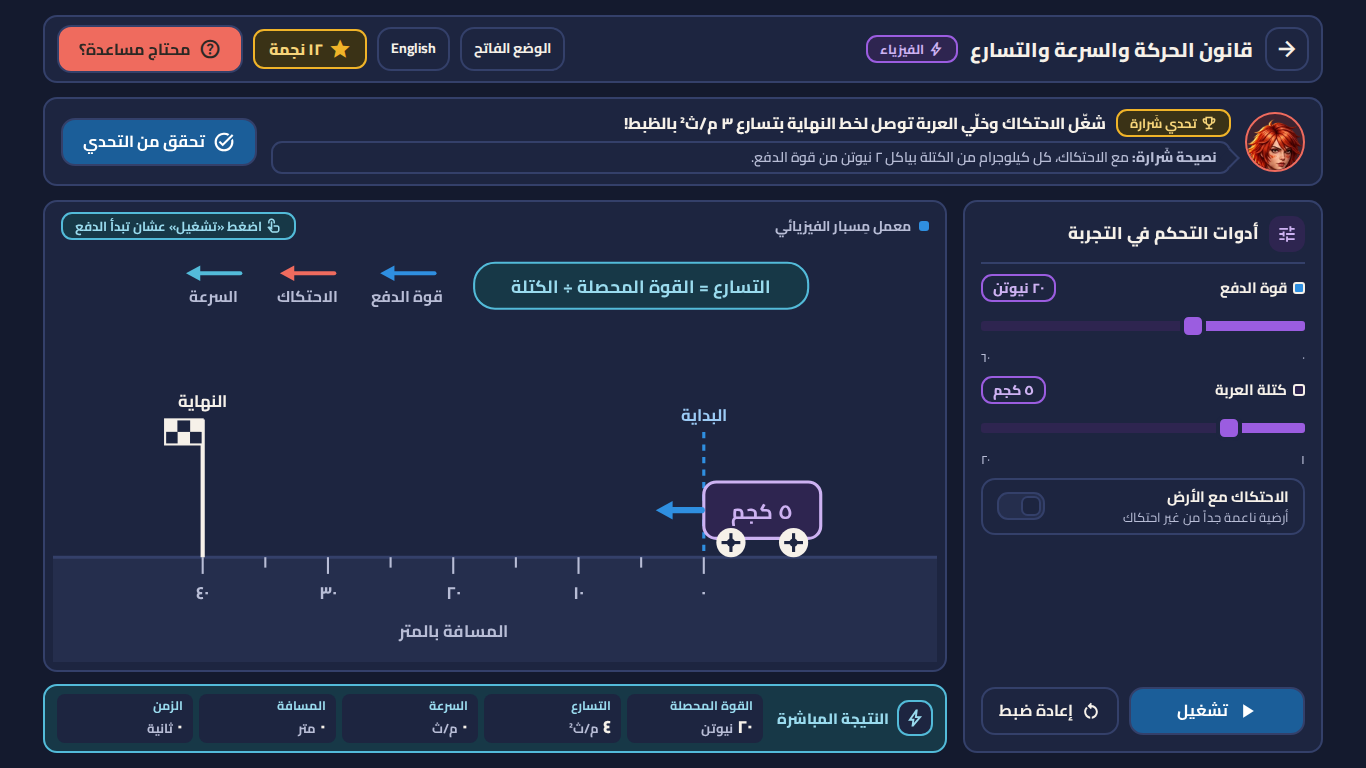 قانون الحركة والسرعة والتسارع
الفيزياء
الوضع الفاتح
English
١٢ نجمة
محتاج مساعدة؟
تحدي شَرارة
شغّل الاحتكاك وخلّي العربة توصل لخط النهاية بتسارع ٣ م/ث² بالظبط!
نصيحة شَرارة: مع الاحتكاك، كل كيلوجرام من الكتلة بياكل ٢ نيوتن من قوة الدفع.
تحقق من التحدي
أدوات التحكم في التجربة
قوة الدفع
٢٠ نيوتن
٠
٦٠
كتلة العربة
٥ كجم
١
٢٠
الاحتكاك مع الأرض
أرضية ناعمة جداً من غير احتكاك
تشغيل
إعادة ضبط
معمل مِسبار الفيزيائي
اضغط «تشغيل» عشان تبدأ الدفع
التسارع = القوة المحصلة ÷ الكتلة
قوة الدفع
الاحتكاك
السرعة
البداية
النهاية
٥ كجم
٠
١٠
٢٠
٣٠
٤٠
المسافة بالمتر
النتيجة المباشرة
القوة المحصلة
٢٠ نيوتن
التسارع
٤ م/ث²
السرعة
٠ م/ث
المسافة
٠ متر
الزمن
٠ ثانية